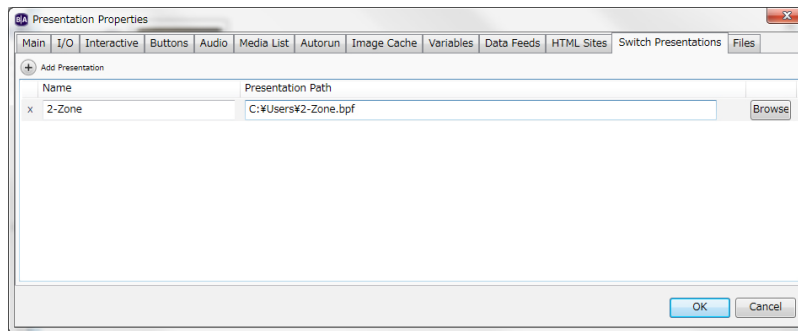 B|A Presentation Properties
Main I/O Interactive Buttons Audio Media List Autorun Image Cache Variables Data Feeds HTML Sites Switch Presentations Files
Add Presentation
Name Presentation Path
x 2-Zone C:¥Users¥2-Zone.bpf Browse
OK Cancel